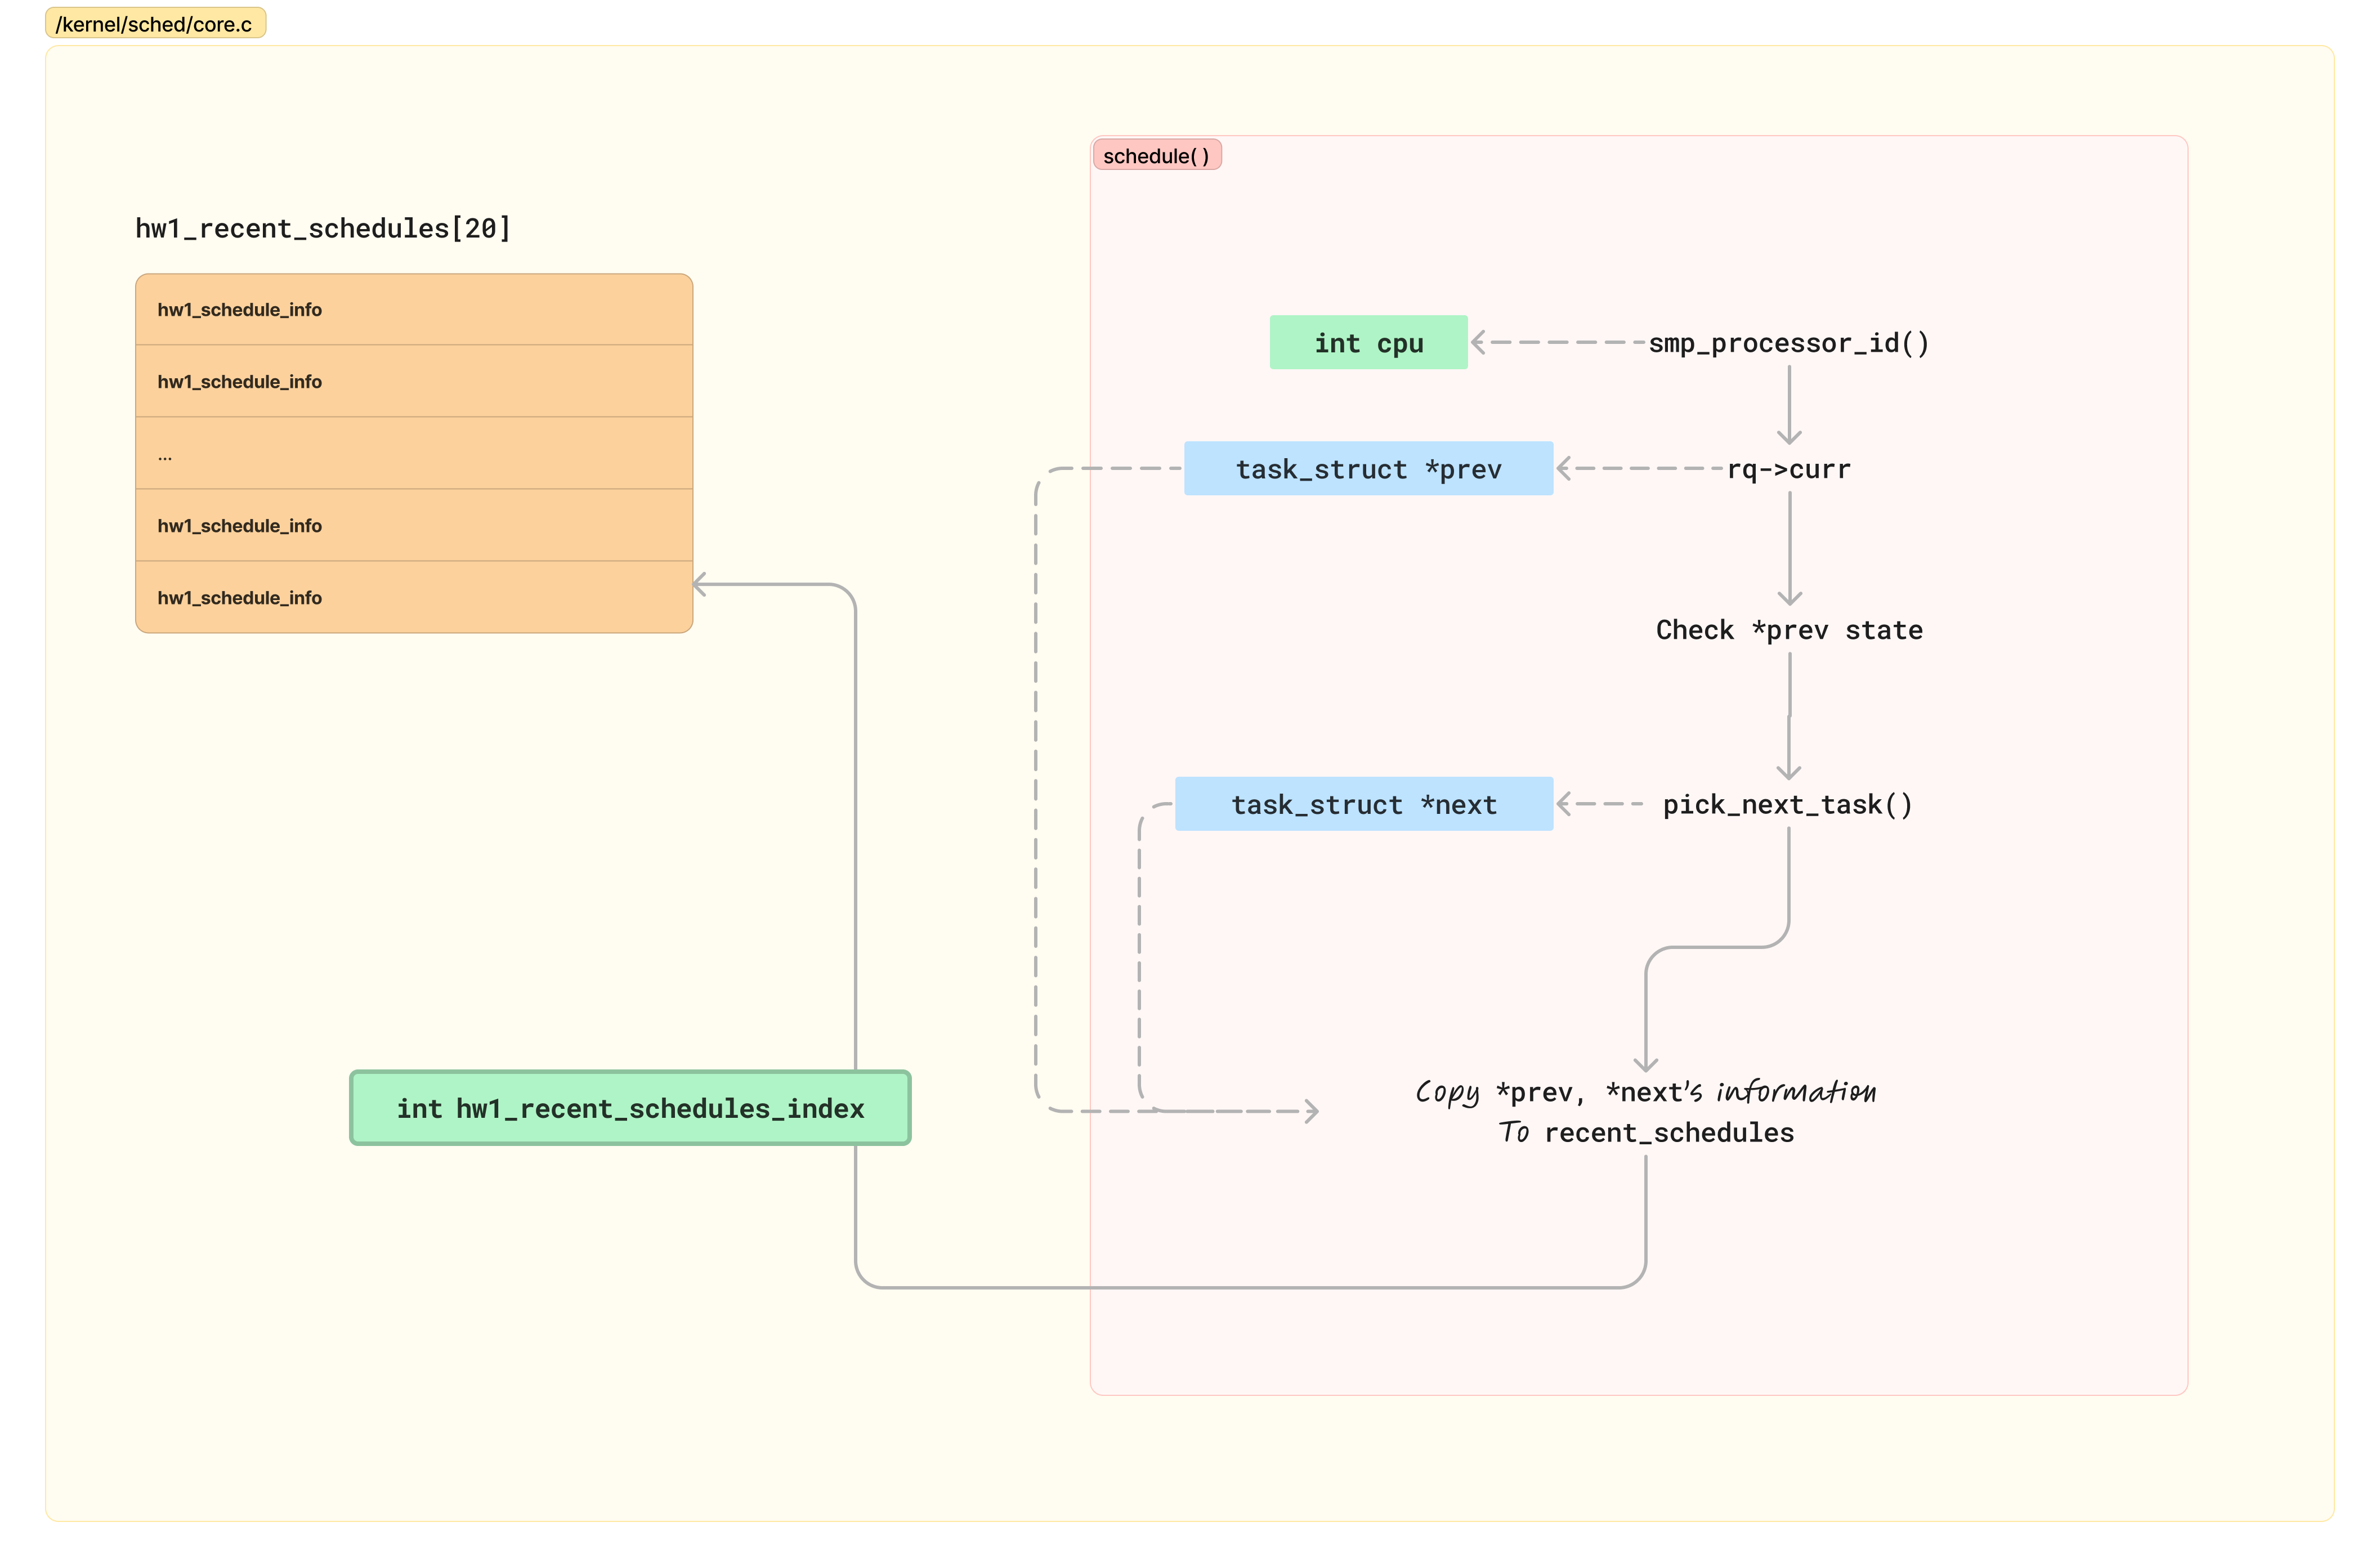 /kernel/sched/core.c
schedule()
hw1_recent_schedules[20]
hw1_schedule_info
hw1_schedule_info
...
hw1_schedule_info
hw1_schedule_info
int cpu
smp_processor_id()
task_struct *prev
rq->curr
Check *prev state
task_struct *next
pick_next_task()
int hw1_recent_schedules_index
Copy *prev, *next's information
To recent_schedules